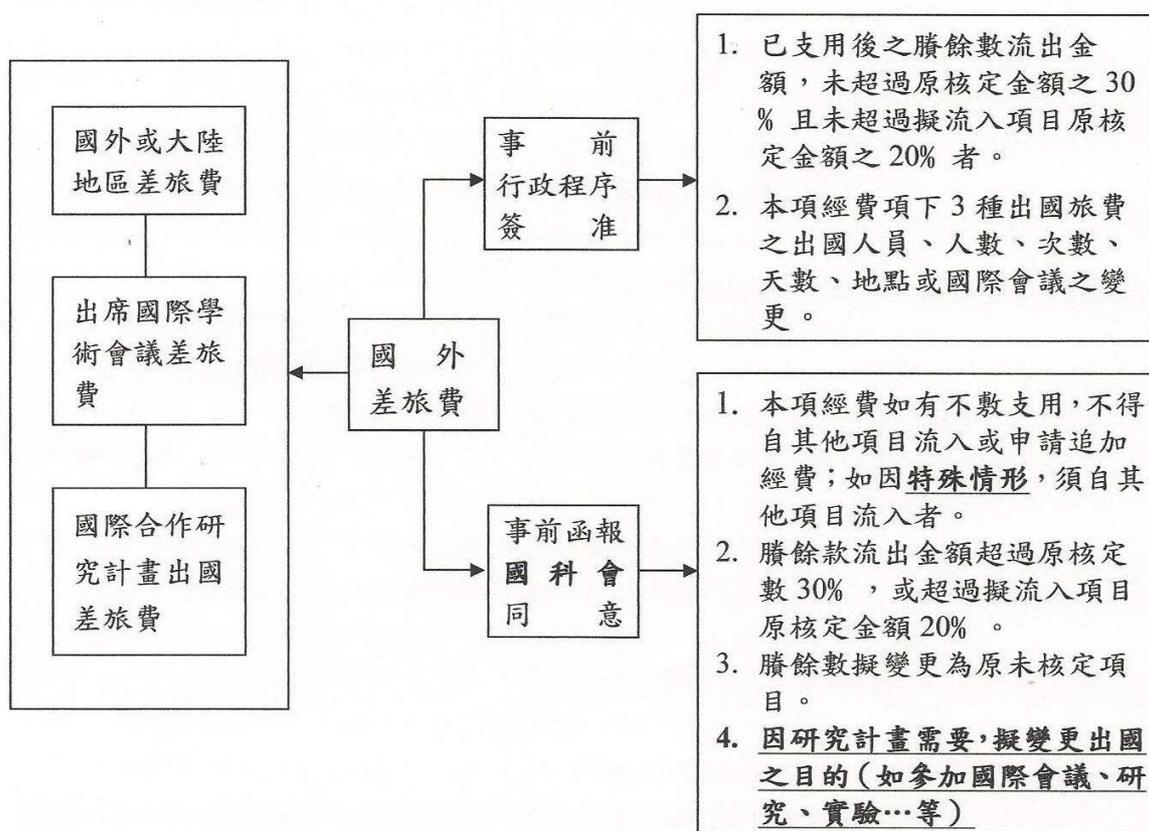 國外或大陸
地區差旅費
出席國際學
術會議差旅
費
國際合作研
究計畫出國
差旅費
國 外
差旅費
事 前
行政程序
簽 准
1. 已支用後之賸餘數流出金
額，未超過原核定金額之 30
% 且未超過擬流入項目原核
定金額之 20% 者。
2. 本項經費項下 3 種出國旅費
之出國人員、人數、次數、
天數、地點或國際會議之變
更。
事前函報
國 科 會
同 意
1. 本項經費如有不敷支用，不得
自其他項目流入或申請追加
經費；如因特殊情形，須自其
他項目流入者。
2. 賸餘款流出金額超過原核定
數 30% ，或超過擬流入項目
原核定金額 20% 。
3. 賸餘數擬變更為原未核定項
目。
4. 因研究計畫需要，擬變更出國
之目的（如參加國際會議、研
究、實驗…等）